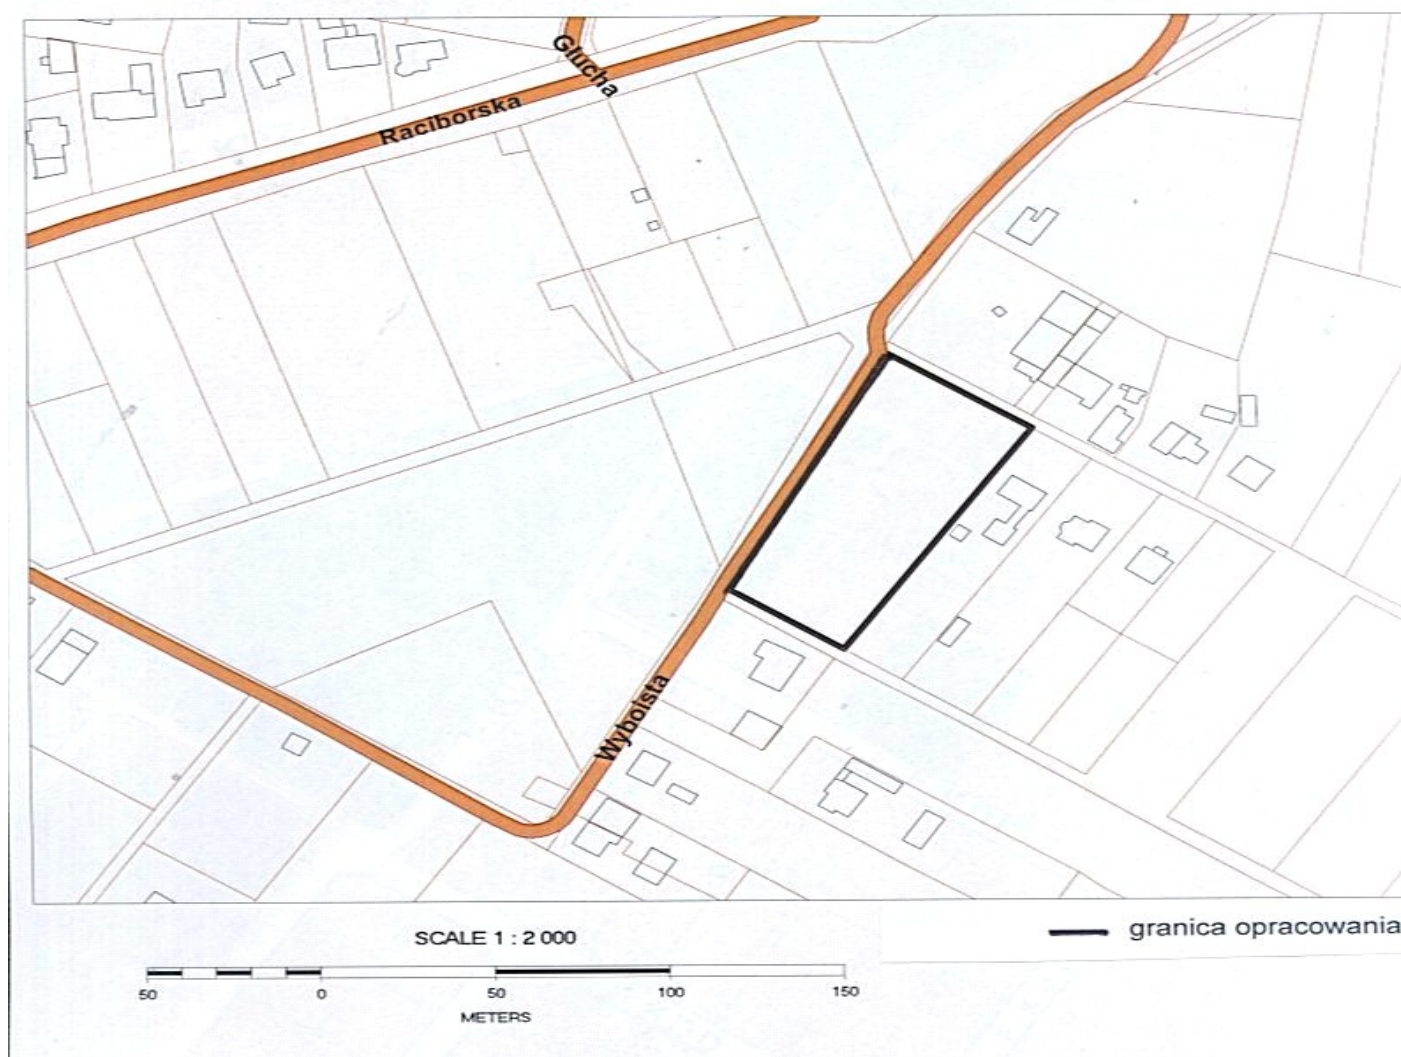 Głucha
Raciborska
Wyboista
SCALE 1 : 2 000
granica opracowania
50 0 50 100 150
METERS